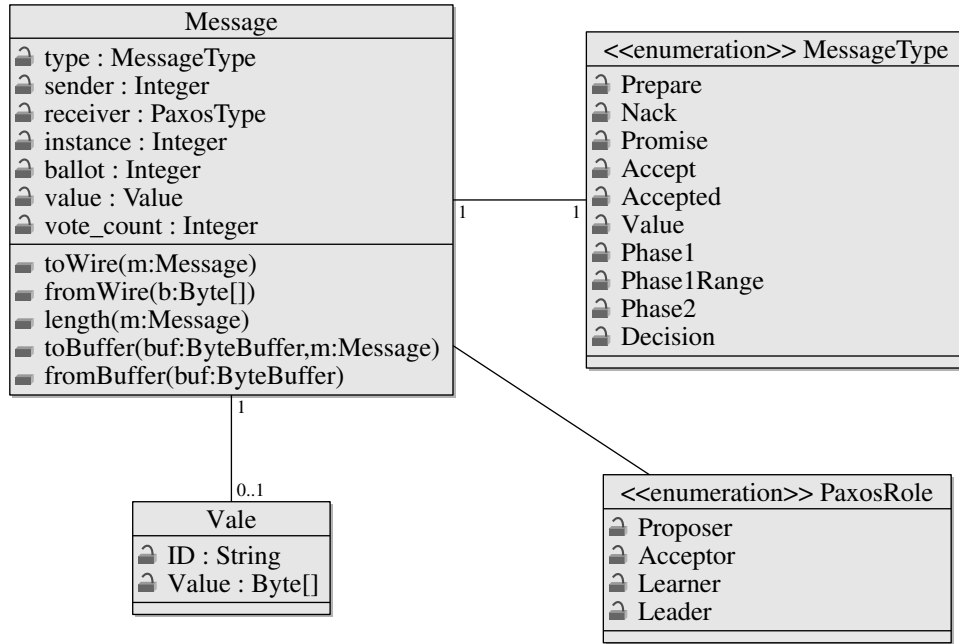 Message
type : MessageType
sender : Integer
receiver : PaxosType
instance : Integer
ballot : Integer
value : Value
vote_count : Integer
toWire(m:Message)
fromWire(b:Byte[])
length(m:Message)
toBuffer(buf:ByteBuffer,m:Message)
fromBuffer(buf:ByteBuffer)
1
1
<<enumeration>> MessageType
Prepare
Nack
Promise
Accept
Accepted
Value
Phase1
Phase1Range
Phase2
Decision
1
0..1
Vale
ID : String
Value : Byte[]
<<enumeration>> PaxosRole
Proposer
Acceptor
Learner
Leader